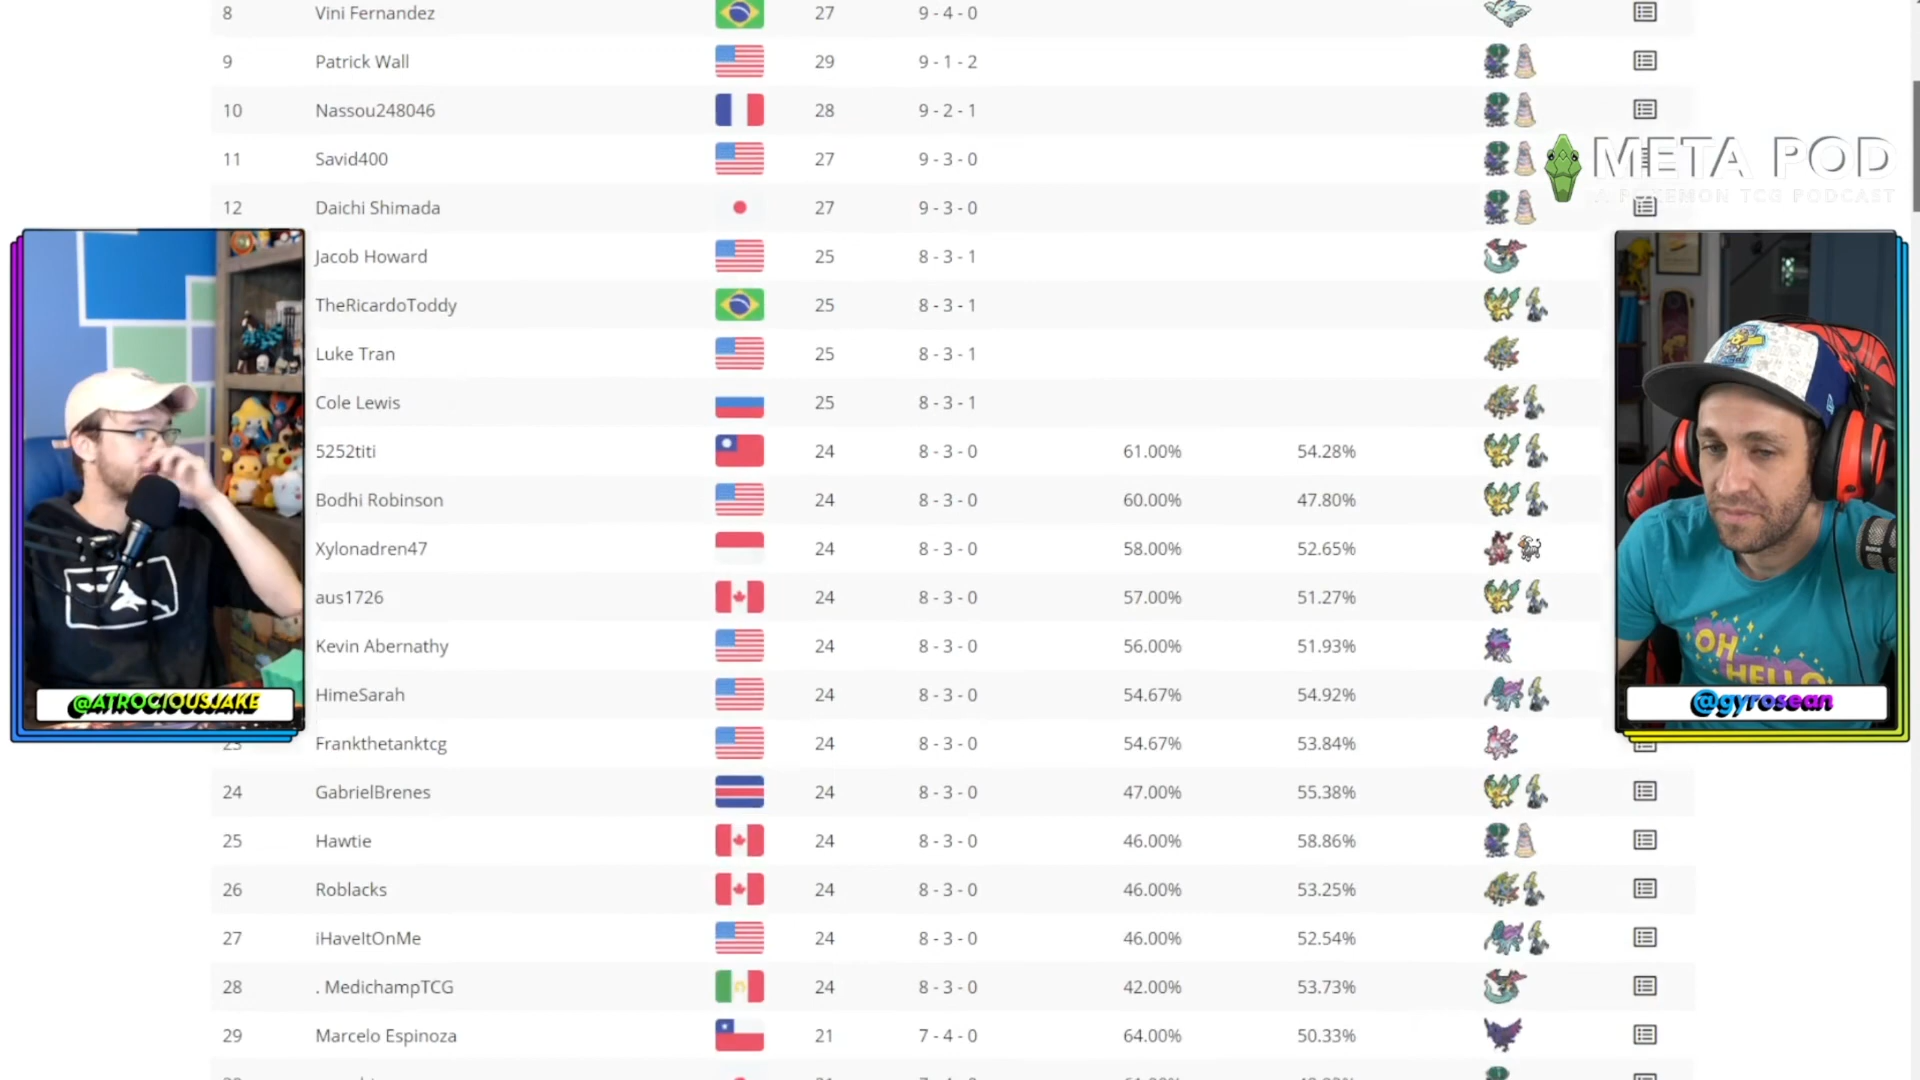 8 Vini Fernandez 27 9 - 4 - 0
9 Patrick Wall 29 9 - 1 - 2
10 Nassou248046 28 9 - 2 - 1
11 Savid400 27 9 - 3 - 0
META POD
A POKEMON TCG PODCAST
12 Daichi Shimada 27 9 - 3 - 0
Jacob Howard 25 8 - 3 - 1
TheRicardoToddy 25 8 - 3 - 1
Luke Tran 25 8 - 3 - 1
Cole Lewis 25 8 - 3 - 1
5252titi 24 8 - 3 - 0 61.00% 54.28%
Bodhi Robinson 24 8 - 3 - 0 60.00% 47.80%
Xylonadren47 24 8 - 3 - 0 58.00% 52.65%
aus1726 24 8 - 3 - 0 57.00% 51.27%
Kevin Abernathy 24 8 - 3 - 0 56.00% 51.93%
OH
HELLO
HimeSarah 24 8 - 3 - 0 54.67% 54.92%
@ATROCIOUSJAKE
@gyrosean
23 Frankthetanktcg 24 8 - 3 - 0 54.67% 53.84%
24 GabrielBrenes 24 8 - 3 - 0 47.00% 55.38%
25 Hawtie 24 8 - 3 - 0 46.00% 58.86%
26 Roblacks 24 8 - 3 - 0 46.00% 53.25%
27 iHaveItOnMe 24 8 - 3 - 0 46.00% 52.54%
28 . MedichampTCG 24 8 - 3 - 0 42.00% 53.73%
29 Marcelo Espinoza 21 7 - 4 - 0 64.00% 50.33%